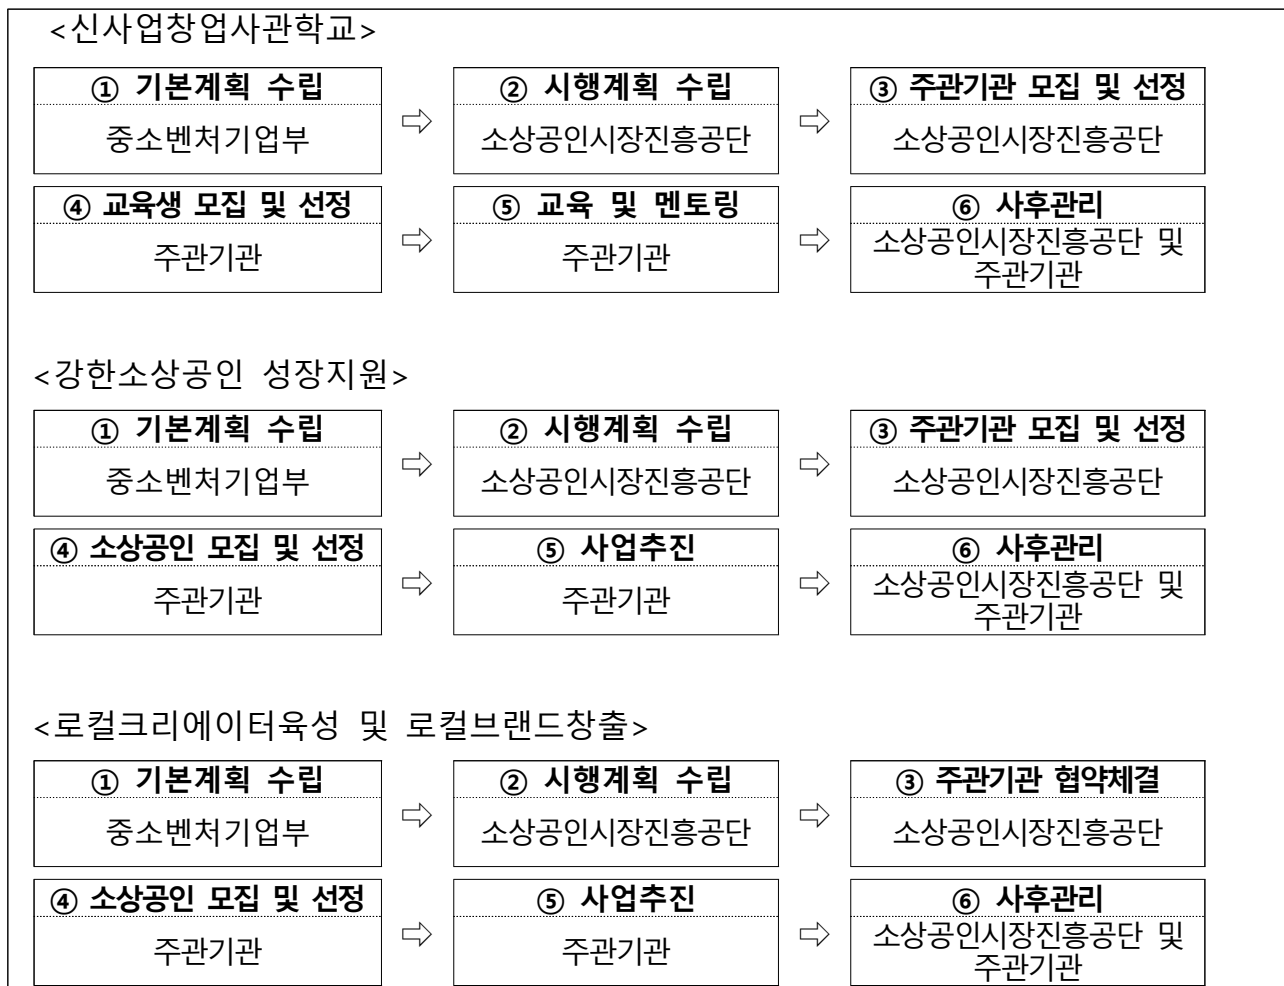 <신사업창업사관학교>
① 기본계획 수립 ② 시행계획 수립 ③ 주관기관 모집 및 선정
중소벤처기업부 ⇨ 소상공인시장진흥공단 ⇨ 소상공인시장진흥공단
④ 교육생 모집 및 선정 ⑤ 교육 및 멘토링 ⑥ 사후관리
주관기관 ⇨ 주관기관 ⇨ 소상공인시장진흥공단 및
주관기관
<강한소상공인 성장지원>
① 기본계획 수립 ② 시행계획 수립 ③ 주관기관 모집 및 선정
중소벤처기업부 ⇨ 소상공인시장진흥공단 ⇨ 소상공인시장진흥공단
④ 소상공인 모집 및 선정 ⑤ 사업추진 ⑥ 사후관리
주관기관 ⇨ 주관기관 ⇨ 소상공인시장진흥공단 및
주관기관
<로컬크리에이터육성 및 로컬브랜드창출>
① 기본계획 수립 ② 시행계획 수립 ③ 주관기관 협약체결
중소벤처기업부 ⇨ 소상공인시장진흥공단 ⇨ 소상공인시장진흥공단
④ 소상공인 모집 및 선정 ⑤ 사업추진 ⑥ 사후관리
주관기관 ⇨ 주관기관 ⇨ 소상공인시장진흥공단 및
주관기관